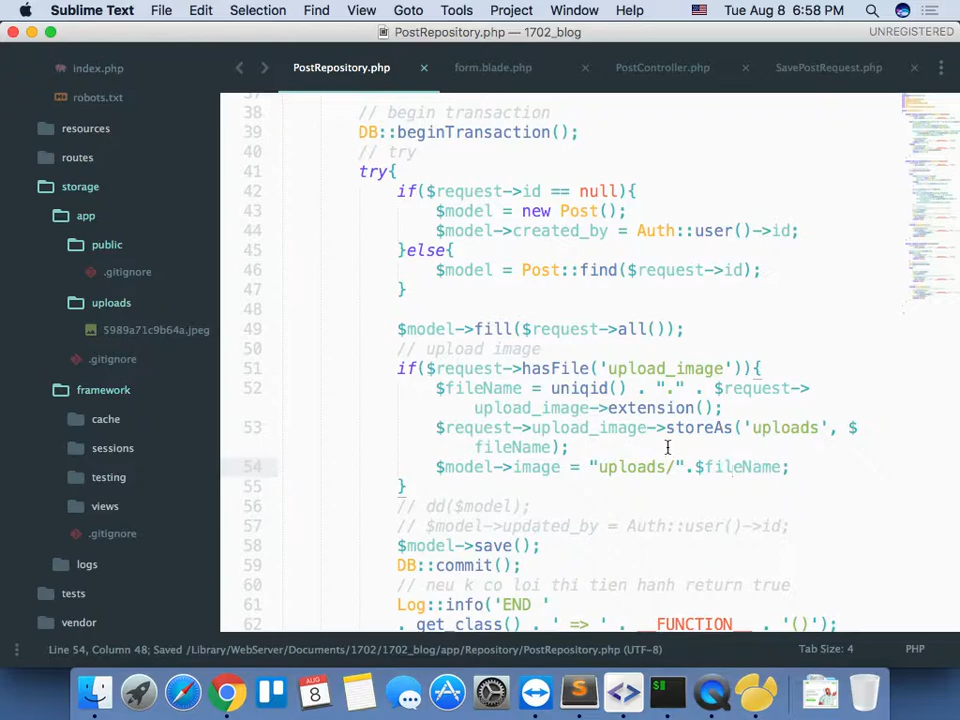 Sublime Text File Edit Selection Find View Goto Tools Project Window Help Tue Aug 8 6:58 PM
PostRepository.php — 1702_blog UNREGISTERED
index.php
robots.txt
resources
routes
storage
app
public
.gitignore
uploads
5989a71c9b64a.jpeg
.gitignore
framework
cache
sessions
testing
views
.gitignore
logs
tests
vendor
PostRepository.php × form.blade.php × PostController.php × SavePostRequest.php ×
38 // begin transaction
39 DB::beginTransaction();
40 // try
41 try{
42 if($request->id == null){
43 $model = new Post();
44 $model->created_by = Auth::user()->id;
45 }else{
46 $model = Post::find($request->id);
47 }
48
49 $model->fill($request->all());
50 // upload image
51 if($request->hasFile('upload_image')){
52 $fileName = uniqid() . "." . $request->
upload_image->extension();
53 $request->upload_image->storeAs('uploads', $
fileName);
54 $model->image = "uploads/".$fileName;
55 }
56 // dd($model);
57 // $model->updated_by = Auth::user()->id;
58 $model->save();
59 DB::commit();
60 // neu k co loi thi tien hanh return true
61 Log::info('END '
62 . get_class() . ' => ' . __FUNCTION__ . '()');
Line 54, Column 48; Saved /Library/WebServer/Documents/1702/1702_blog/app/Repository/PostRepository.php (UTF-8) Tab Size: 4 PHP